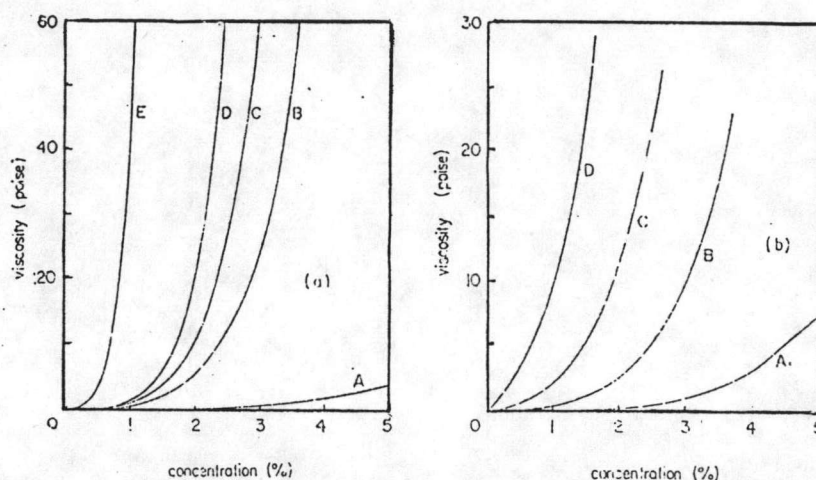 60
40
20
0
viscosity (poise)
E
D
C
B
(a)
A
1
2
3
4
5
concentration (%)
30
20
10
0
viscosity (poise)
D
C
B
(b)
A
1
2
3
4
5
concentration (%)